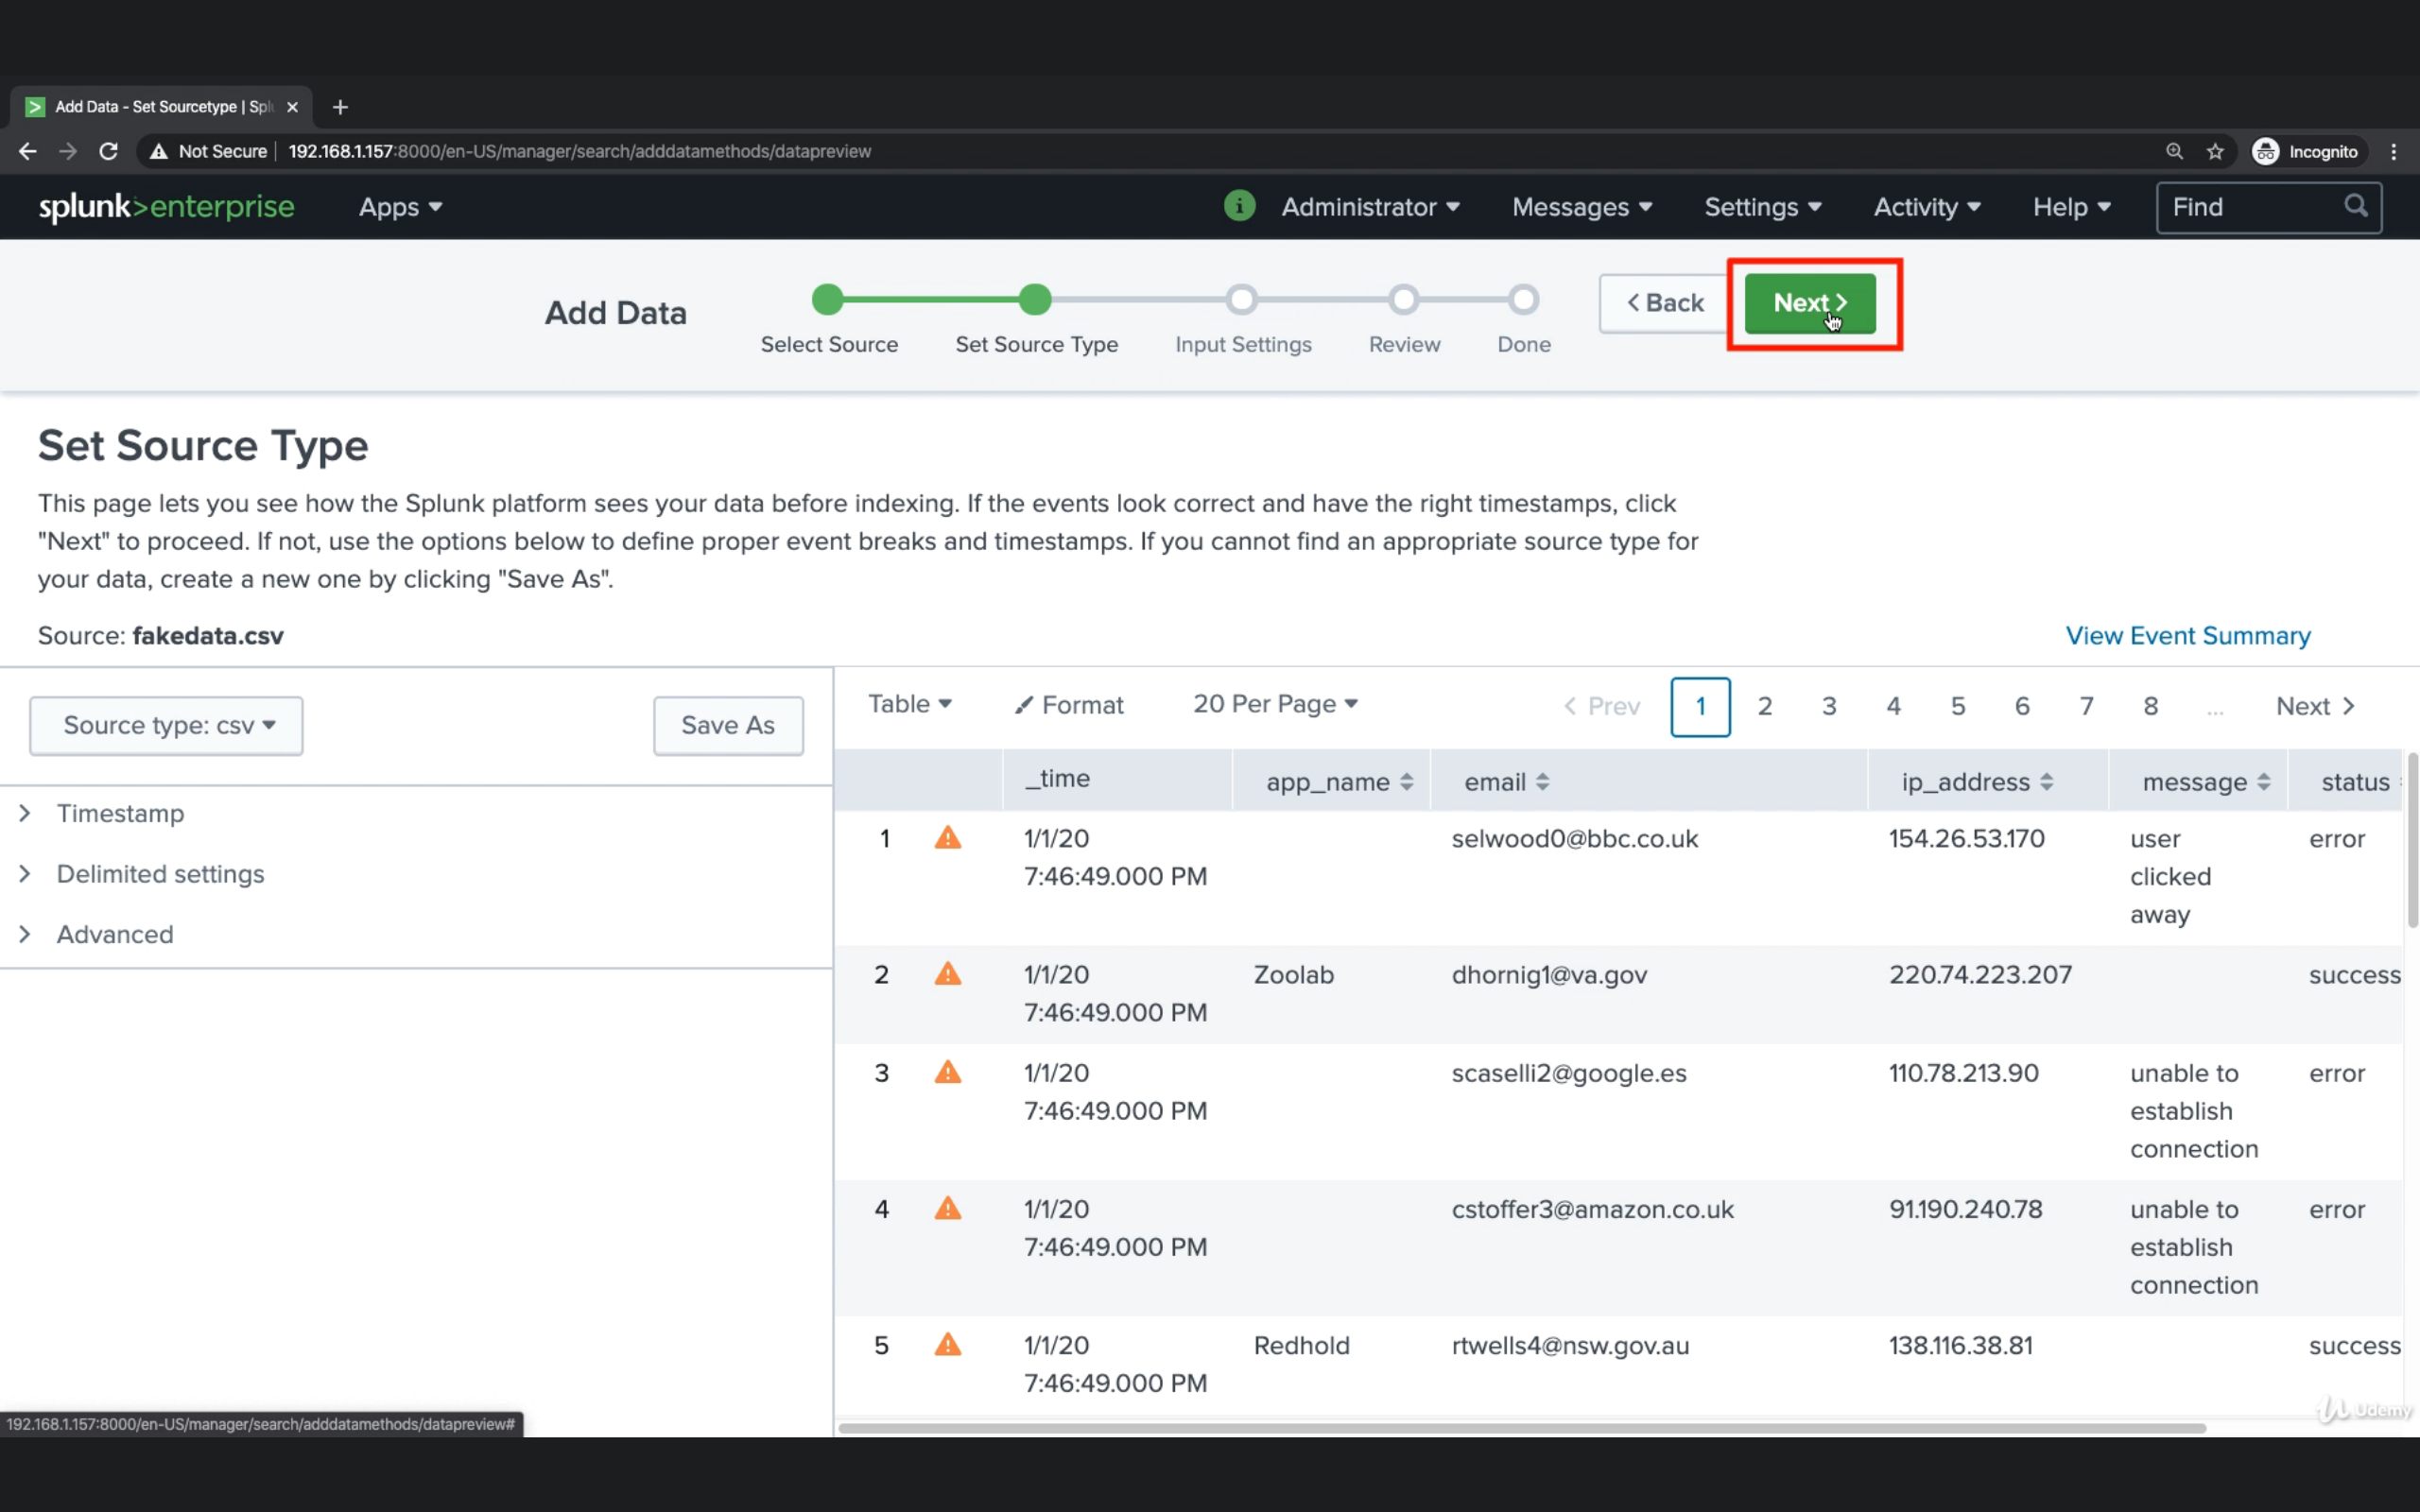 Add Data - Set Sourcetype | Spl
Not Secure 192.168.1.157:8000/en-US/manager/search/adddatamethods/datapreview Incognito
splunk>enterprise Apps Administrator Messages Settings Activity Help Find
Add Data < Back Next >
Select Source Set Source Type Input Settings Review Done
Set Source Type
This page lets you see how the Splunk platform sees your data before indexing. If the events look correct and have the right timestamps, click
"Next" to proceed. If not, use the options below to define proper event breaks and timestamps. If you cannot find an appropriate source type for
your data, create a new one by clicking "Save As".
Source: fakedata.csv View Event Summary
Source type: csv Save As
Timestamp
Delimited settings
Advanced
Table Format 20 Per Page < Prev 1 2 3 4 5 6 7 8 ... Next >
_time app_name email ip_address message status
1 1/1/20 selwood0@bbc.co.uk 154.26.53.170 user error
7:46:49.000 PM clicked
away
2 1/1/20 Zoolab dhornig1@va.gov 220.74.223.207 success
7:46:49.000 PM
3 1/1/20 scaselli2@google.es 110.78.213.90 unable to error
7:46:49.000 PM establish
connection
4 1/1/20 cstoffer3@amazon.co.uk 91.190.240.78 unable to error
7:46:49.000 PM establish
connection
5 1/1/20 Redhold rtwells4@nsw.gov.au 138.116.38.81 success
7:46:49.000 PM
192.168.1.157:8000/en-US/manager/search/adddatamethods/datapreview#
Udemy